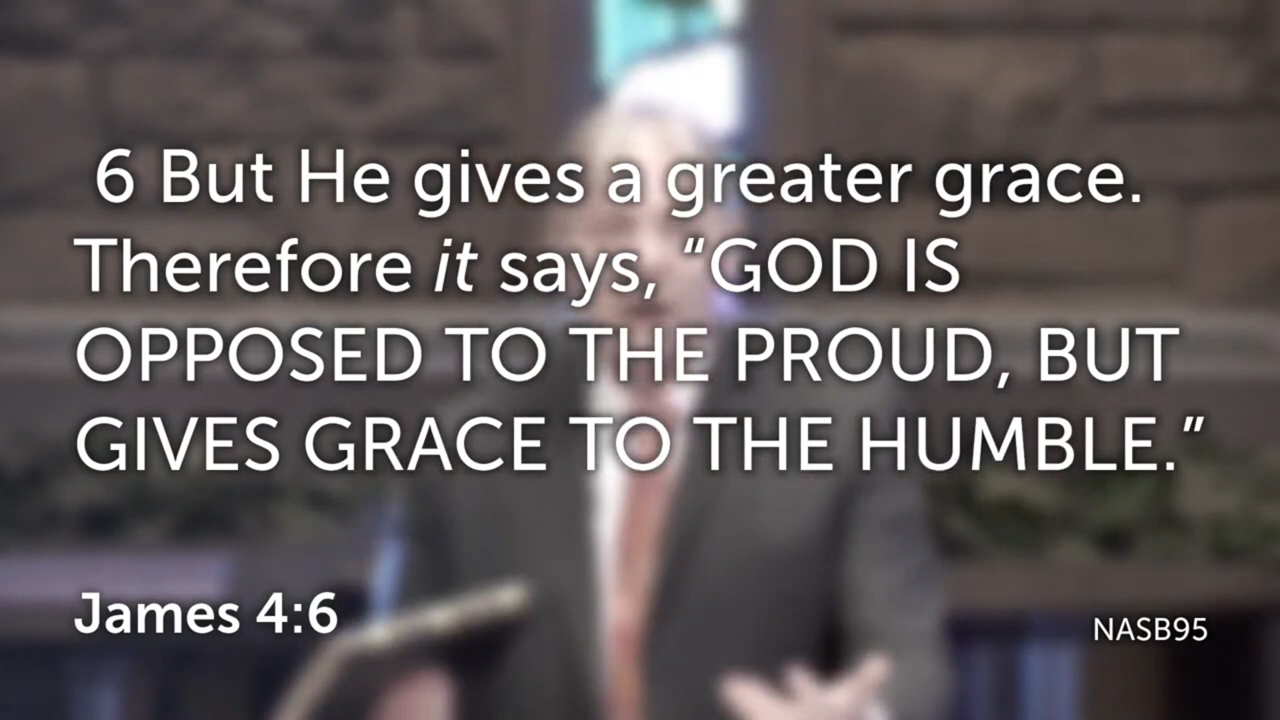 6 But He gives a greater grace.
Therefore it says, “GOD IS
OPPOSED TO THE PROUD, BUT
GIVES GRACE TO THE HUMBLE.”
James 4:6
NASB95